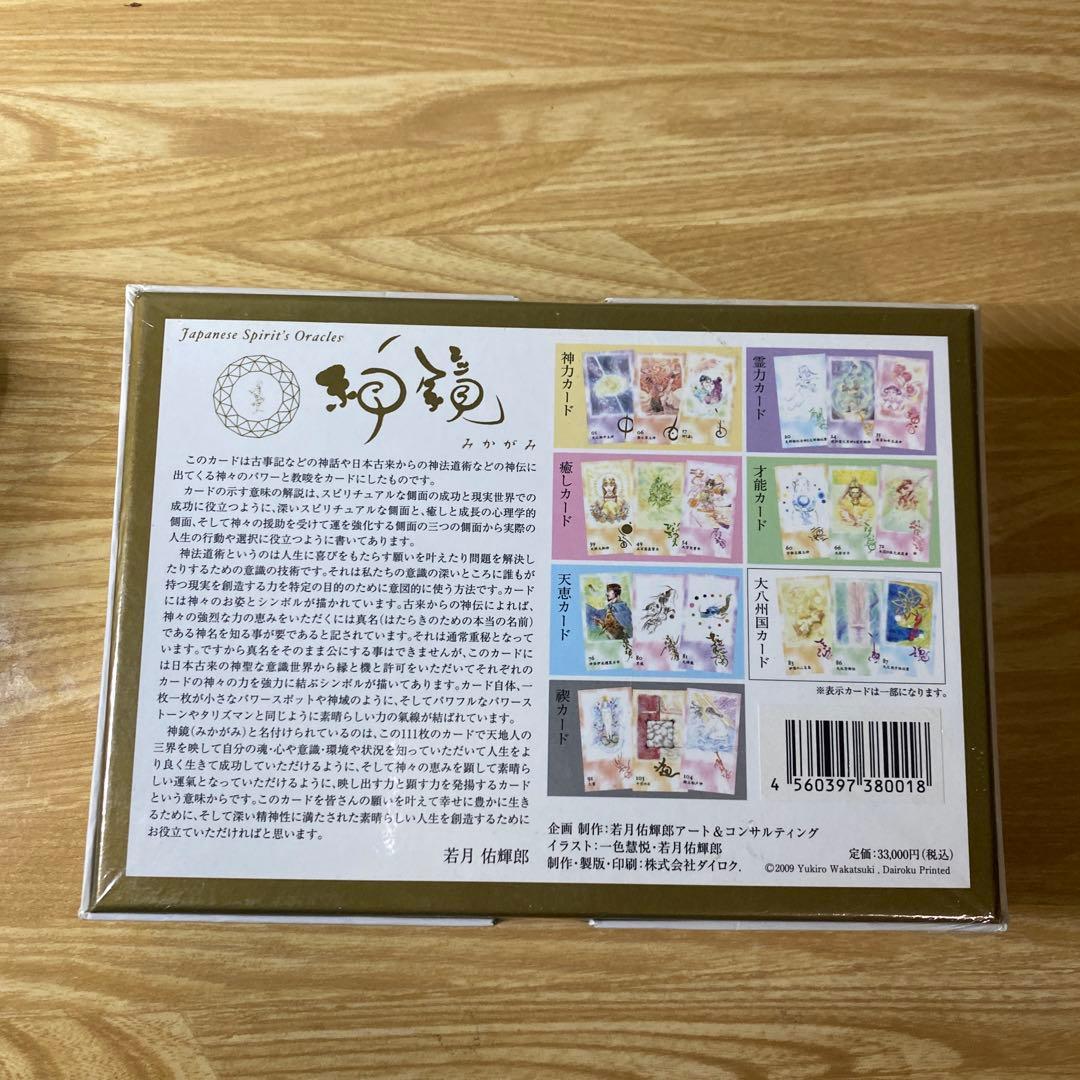 Japanese Spirit's Oracles
神鏡
みかがみ
このカードは古事記などの神話や日本古来からの神法道術などの神伝に
出てくる神々のパワーと教唆をカードにしたものです。
カードの示す意味の解説は、スピリチュアルな側面の成功と現実世界での
成功に役立つように、深いスピリチュアルな側面と、癒しと成長の心理学的
側面、そして神々の援助を受けて運を強化する側面の三つの側面から実際の
人生の行動や選択に役立つように書いてあります。
神法道術というのは人生に喜びをもたらす願いを叶えたり問題を解決し
たりするための意識の技術です。それは私たちの意識の深いところに誰もが
持つ現実を創造する力を特定の目的のために意図的に使う方法です。カード
には神々のお姿とシンボルが描かれています。古来からの神伝によれば、
神々の強烈な力の恵みをいただくには真名(はたらきのための本当の名前)
である神名を知る事が要であると記されています。それは通常重秘となって
います。ですから真名をそのまま公にする事はできませんが、このカードに
は日本古来の神聖な意識世界から縁と機と許可をいただいてそれぞれの
カードの神々の力を強力に結ぶシンボルが描いてあります。カード自体、一
枚一枚が小さなパワースポットや神域のように、そしてパワフルなパワース
トーンやタリズマンと同じように素晴らしい力の氣線が結ばれています。
神鏡(みかがみ)と名付けられているのは、この111枚のカードで天地人の
三界を映して自分の魂・心や意識・環境や状況を知っていただいて人生をよ
り良く生きて成功していただけるように、そして神々の恵みを顕して素晴ら
しい運氣となっていただけるように、映し出す力と顕す力を発揚するカード
という意味からです。このカードを皆さんの願いを叶えて幸せに豊かに生き
るために、そして深い精神性に満たされた素晴らしい人生を創造するために
お役立ていただければと思います。
若月 佑輝郎
神力カード
霊力カード
癒しカード
才能カード
天恵カード
大八州国カード
禊カード
※表示カードは一部になります。
4 560397 380018
企画 制作:若月佑輝郎アート&コンサルティング
イラスト:一色慧悦・若月佑輝郎
制作・製版・印刷:株式会社ダイロク.
定価:33,000円(税込)
©2009 Yukiro Wakatsuki , Dairoku Printed